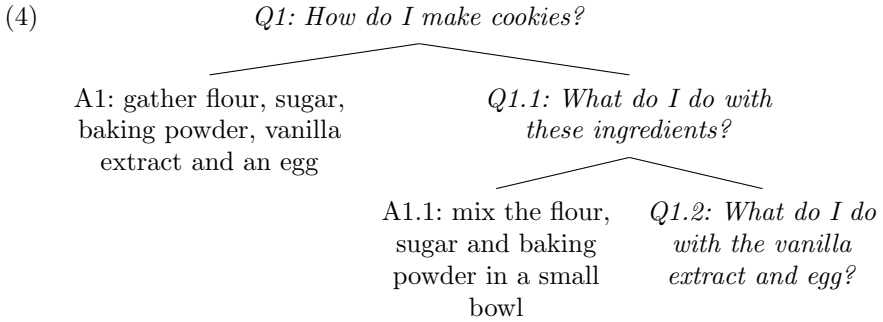 (4)
Q1: How do I make cookies?
A1: gather flour, sugar,
baking powder, vanilla
extract and an egg
Q1.1: What do I do with
these ingredients?
A1.1: mix the flour,
sugar and baking
powder in a small
bowl
Q1.2: What do I do
with the vanilla
extract and egg?